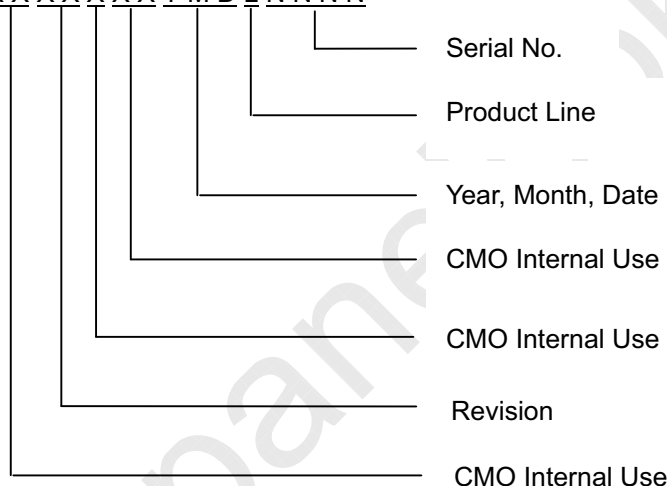 Serial No.
Product Line
Year, Month, Date
CMO Internal Use
CMO Internal Use
Revision
CMO Internal Use